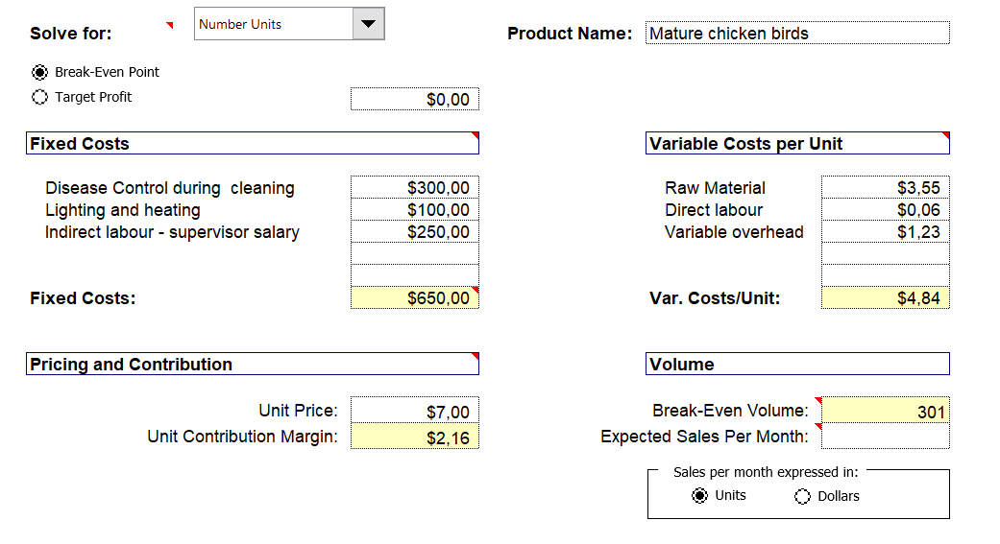 Solve for: Number Units Product Name: Mature chicken birds
Break-Even Point
Target Profit $0,00
Fixed Costs Variable Costs per Unit
Disease Control during  cleaning $300,00 Raw Material $3,55
Lighting and heating $100,00 Direct labour $0,06
Indirect labour - supervisor salary $250,00 Variable overhead $1,23
Fixed Costs: $650,00 Var. Costs/Unit: $4,84
Pricing and Contribution Volume
Unit Price: $7,00 Break-Even Volume: 301
Unit Contribution Margin: $2,16 Expected Sales Per Month:
Sales per month expressed in:
Units Dollars